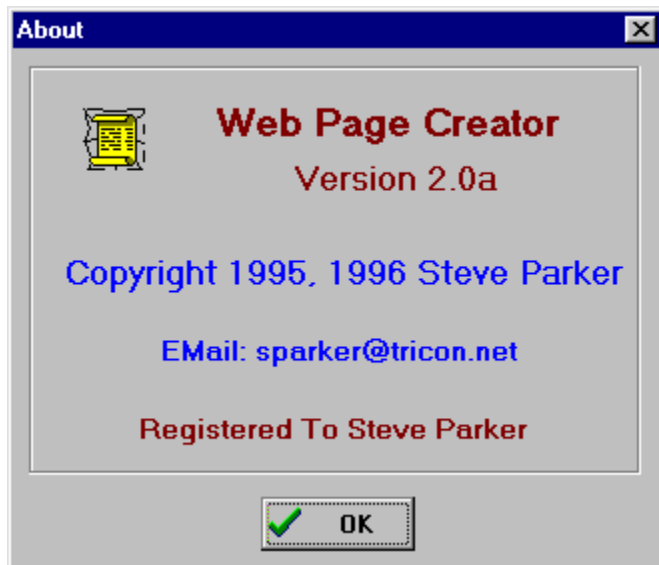 About
Web Page Creator
Version 2.0a
Copyright 1995, 1996 Steve Parker
EMail: sparker@tricon.net
Registered To Steve Parker
OK